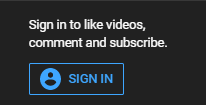 Sign in to like videos,
comment and subscribe.
SIGN IN